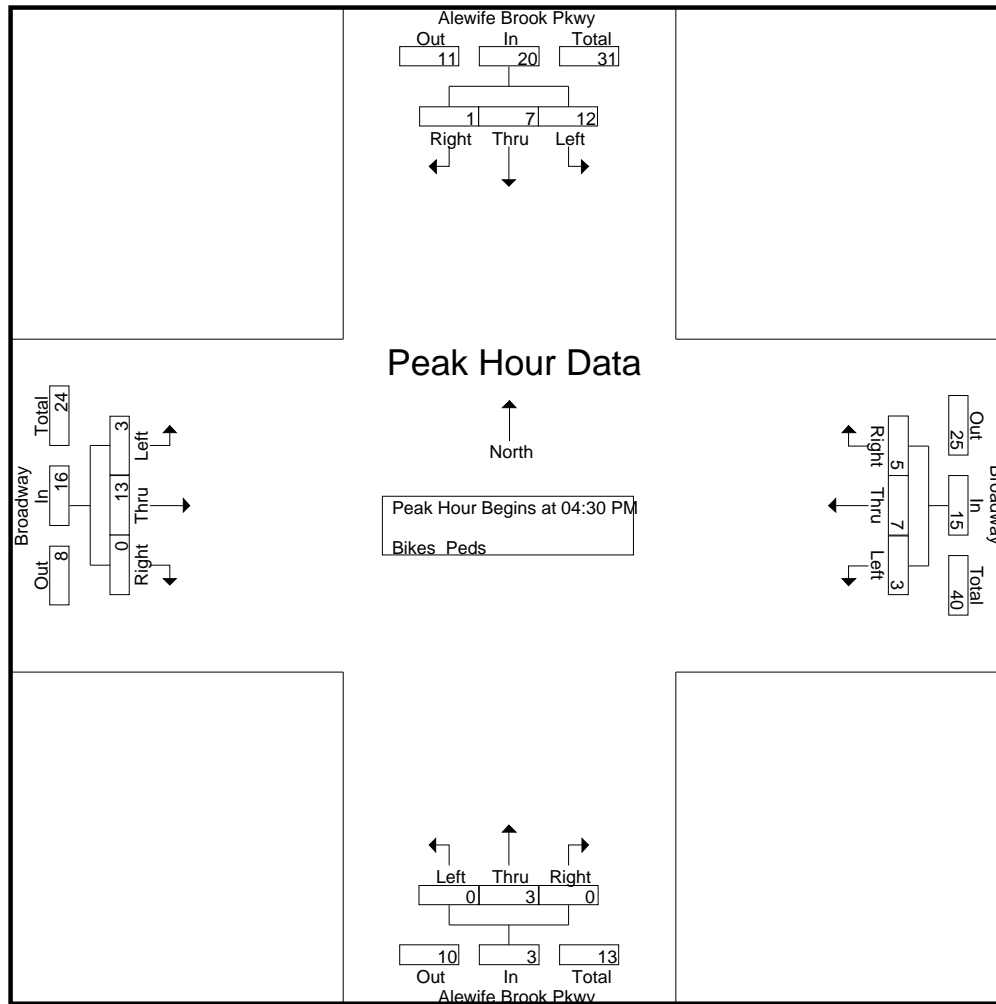 Alewife Brook Pkwy
Out In Total
11 20 31
1 7 12
Right Thru Left
Peak Hour Data
North
Peak Hour Begins at 04:30 PM
Bikes Peds
Broadway
Out In Total
8 16 24
Right Thru Left
0 13 3
Broadway
Out In Total
25 15 40
Right Thru Left
5 7 3
Left Thru Right
0 3 0
10 3 13
Out In Total
Alewife Brook Pkwy